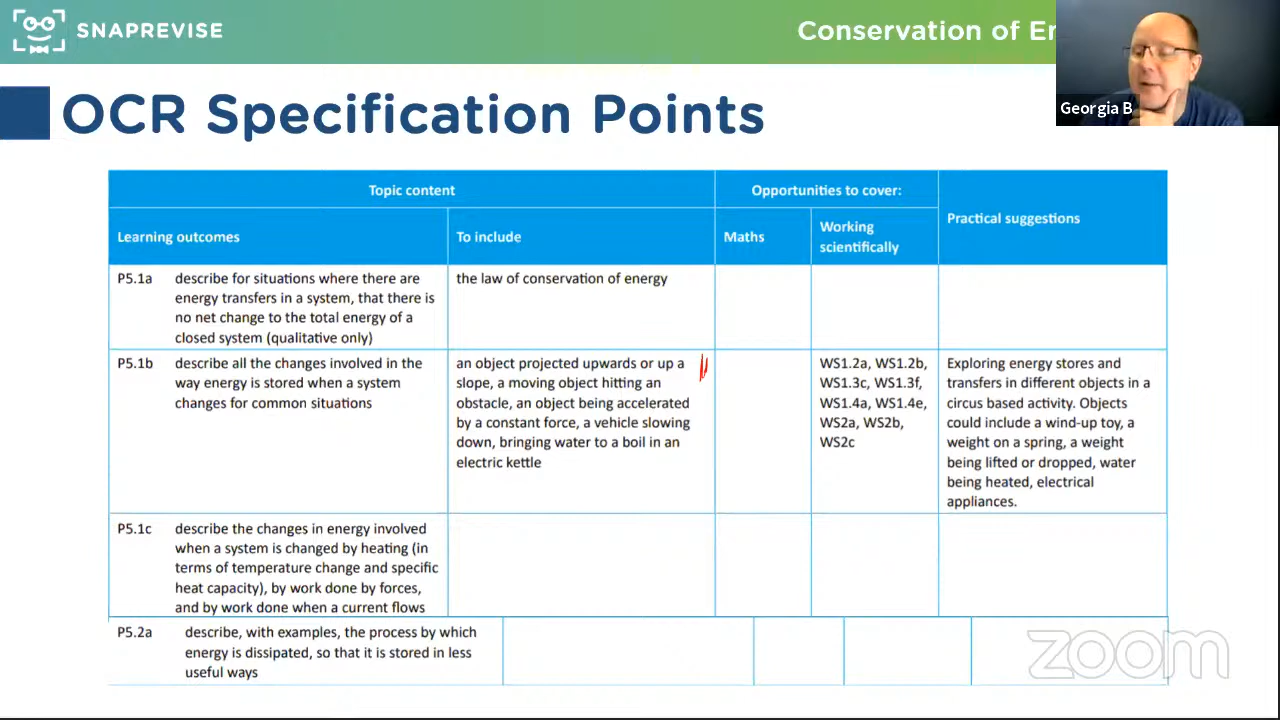 SNAPREVISE
Conservation of
Georgia B
OCR Specification Points
Topic content
Opportunities to cover:
Practical suggestions
Learning outcomes
To include
Maths
Working
scientifically
P5.1a
describe for situations where there are
energy transfers in a system, that there is
no net change to the total energy of a
closed system (qualitative only)
the law of conservation of energy
P5.1b
describe all the changes involved in the
way energy is stored when a system
changes for common situations
an object projected upwards or up a
slope, a moving object hitting an
obstacle, an object being accelerated
by a constant force, a vehicle slowing
down, bringing water to a boil in an
electric kettle
WS1.2a, WS1.2b,
WS1.3c, WS1.3f,
WS1.4a, WS1.4e,
WS2a, WS2b,
WS2c
Exploring energy stores and
transfers in different objects in a
circus based activity. Objects
could include a wind-up toy, a
weight on a spring, a weight
being lifted or dropped, water
being heated, electrical
appliances.
P5.1c
describe the changes in energy involved
when a system is changed by heating (in
terms of temperature change and specific
heat capacity), by work done by forces,
and by work done when a current flows
P5.2a
describe, with examples, the process by which
energy is dissipated, so that it is stored in less
useful ways
zoom